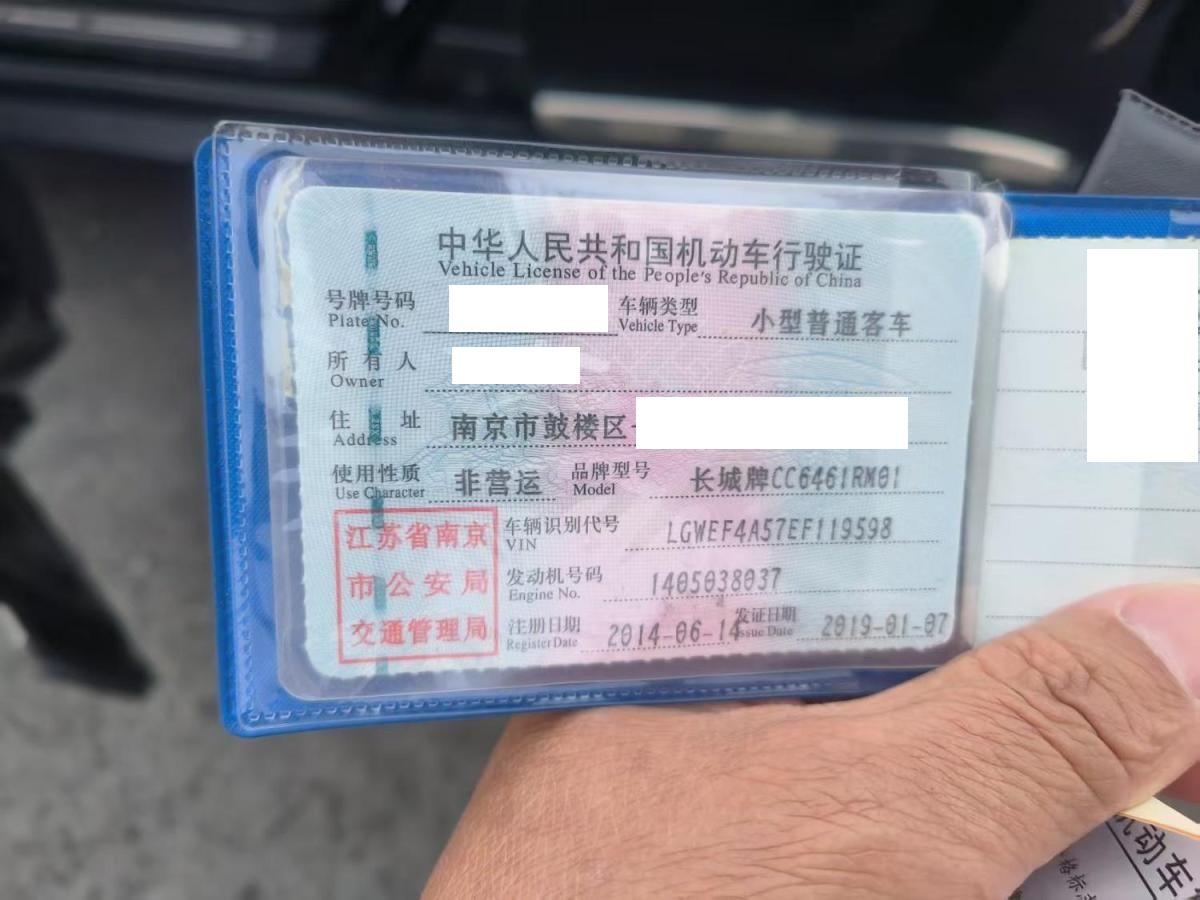 中华人民共和国机动车行驶证
Vehicle License of the People's Republic of China
号牌号码 车辆类型 小型普通客车
Plate No. Vehicle Type
所有人
Owner
住址 南京市鼓楼区
Address
使用性质 非营运 品牌型号 长城牌CC6461RM01
Use Character Model
江苏省南京
市公安局
交通管理局
车辆识别代号 LGWEF4A57EF119598
VIN
发动机号码 1405038037
Engine No.
注册日期 2014-06-14 发证日期 2019-01-07
Register Date Issue Date
机动车
格标志